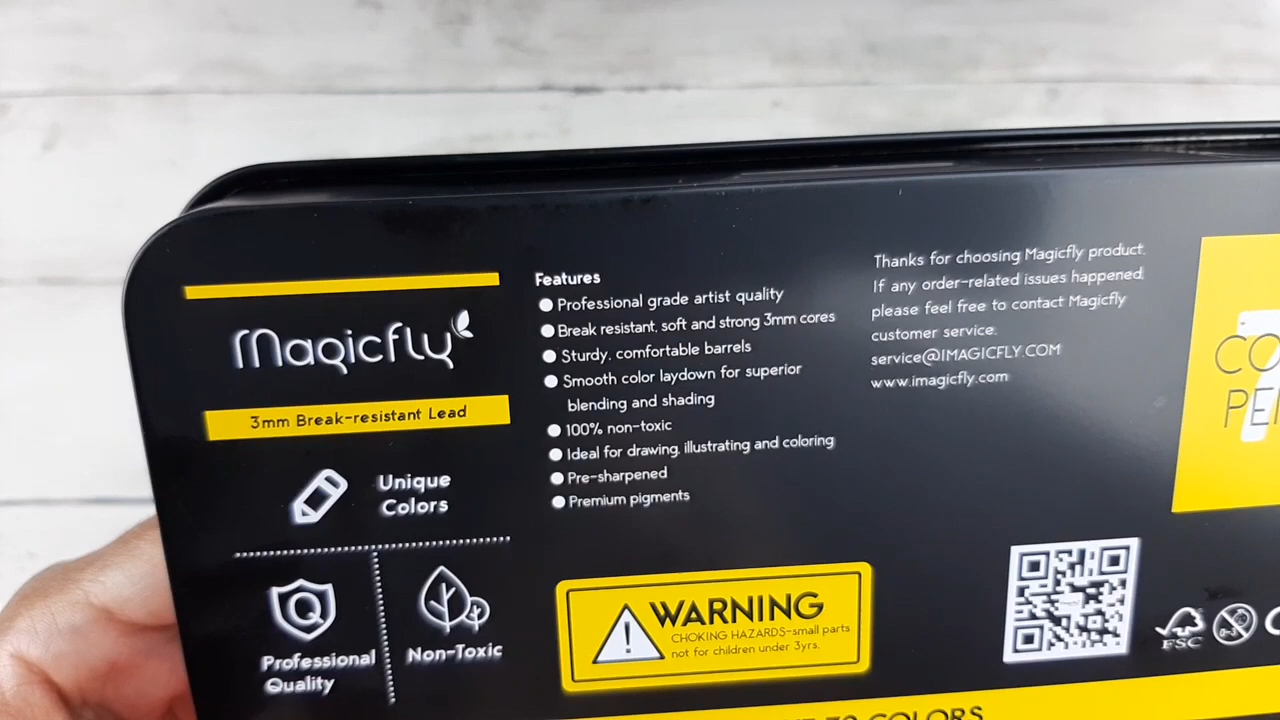 Magicfly
3mm Break-resistant Lead
Unique
Colors
Professional
Quality
Non-Toxic
Features
Professional grade artist quality
Break resistant, soft and strong 3mm cores
Sturdy, comfortable barrels
Smooth color laydown for superior
blending and shading
100% non-toxic
Ideal for drawing, illustrating and coloring
Pre-sharpened
Premium pigments
WARNING
CHOKING HAZARDS-small parts
not for children under 3yrs.
Thanks for choosing Magicfly product.
If any order-related issues happened,
please feel free to contact Magicfly
customer service.
service@IMAGICFLY.COM
www.imagicfly.com
FSC
0-3
COLORS